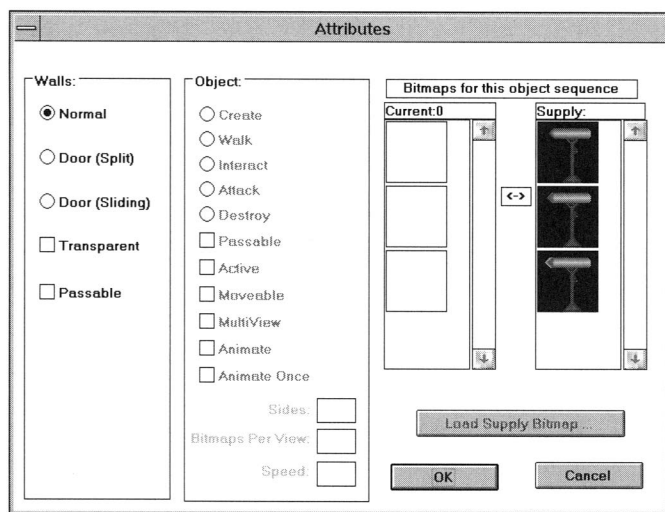 Attributes
Walls:
Normal
Door (Split)
Door (Sliding)
Transparent
Passable
Object:
Create
Walk
Interact
Attack
Destroy
Passable
Active
Moveable
MultiView
Animate
Animate Once
Sides:
Bitmaps Per View:
Speed:
Bitmaps for this object sequence
Current:0
Supply:
<->
Load Supply Bitmap ...
OK
Cancel